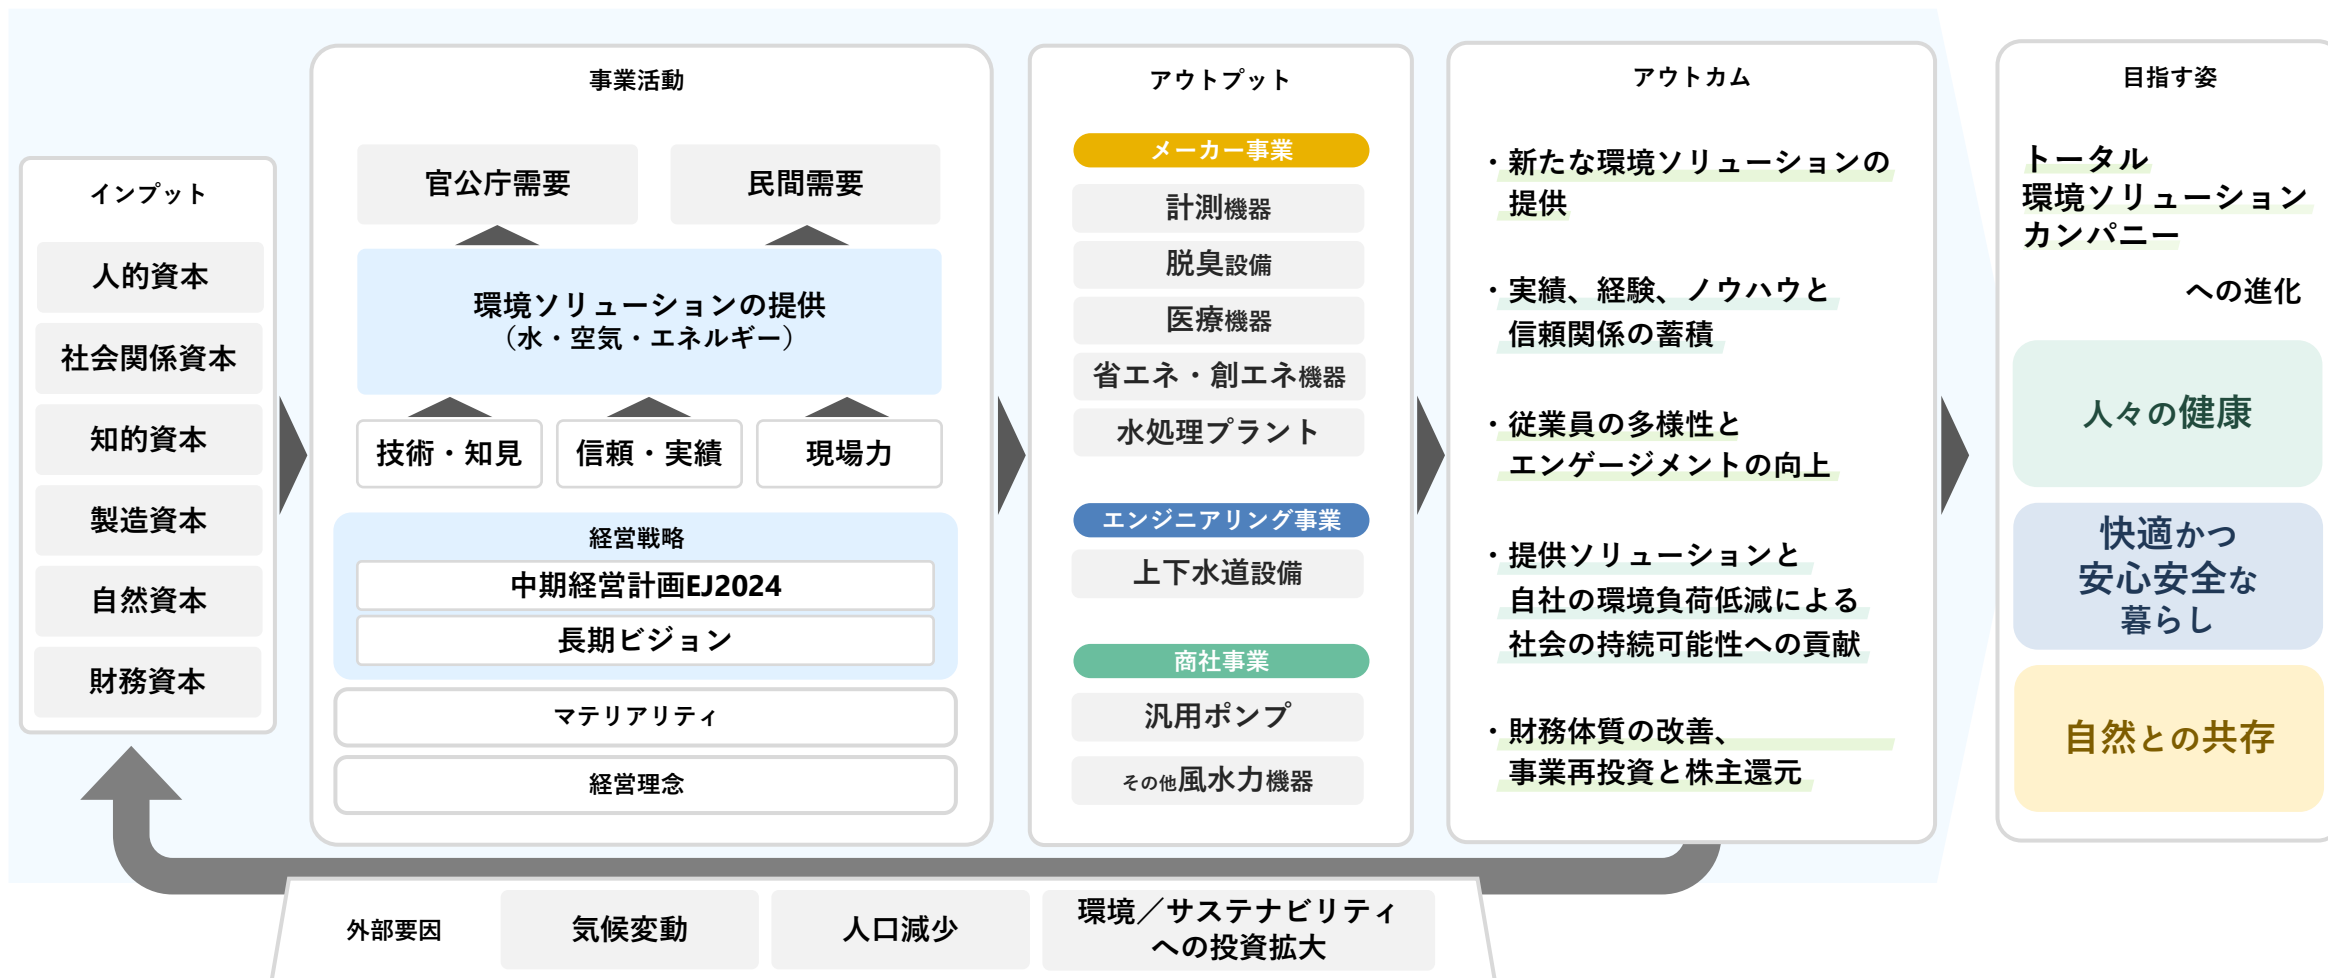 インプット
人的資本
社会関係資本
知的資本
製造資本
自然資本
財務資本
事業活動
官公庁需要
民間需要
環境ソリューションの提供
（水・空気・エネルギー）
技術・知見
信頼・実績
現場力
経営戦略
中期経営計画EJ2024
長期ビジョン
マテリアリティ
経営理念
アウトプット
メーカー事業
計測機器
脱臭設備
医療機器
省エネ・創エネ機器
水処理プラント
エンジニアリング事業
上下水道設備
商社事業
汎用ポンプ
その他風水力機器
アウトカム
・新たな環境ソリューションの
提供
・実績、経験、ノウハウと
信頼関係の蓄積
・従業員の多様性と
エンゲージメントの向上
・提供ソリューションと
自社の環境負荷低減による
社会の持続可能性への貢献
・財務体質の改善、
事業再投資と株主還元
目指す姿
トータル
環境ソリューション
カンパニー
への進化
人々の健康
快適かつ
安心安全な
暮らし
自然との共存
外部要因
気候変動
人口減少
環境／サステナビリティ
への投資拡大